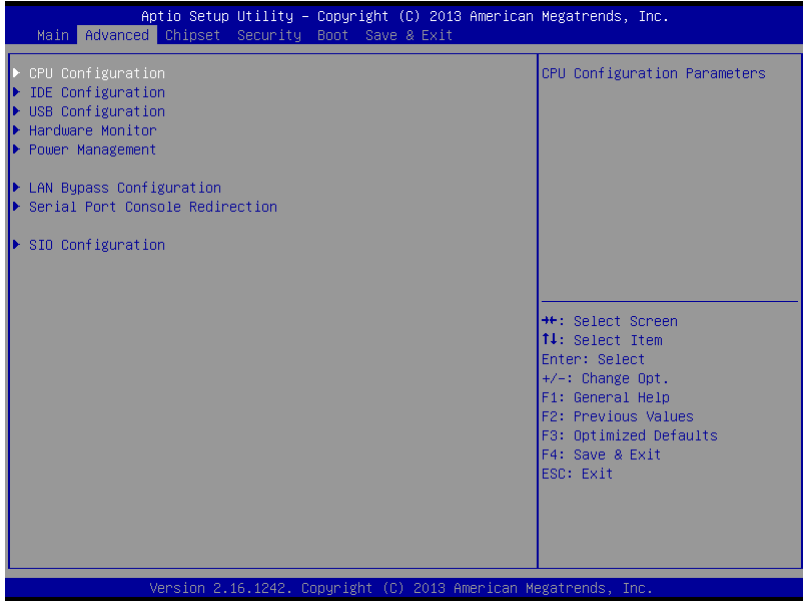 Aptio Setup Utility – Copyright (C) 2013 American Megatrends, Inc.
Main Advanced Chipset Security Boot Save & Exit
CPU Configuration
IDE Configuration
USB Configuration
Hardware Monitor
Power Management
LAN Bypass Configuration
Serial Port Console Redirection
SIO Configuration
CPU Configuration Parameters
→←: Select Screen
↑↓: Select Item
Enter: Select
+/-: Change Opt.
F1: General Help
F2: Previous Values
F3: Optimized Defaults
F4: Save & Exit
ESC: Exit
Version 2.16.1242. Copyright (C) 2013 American Megatrends, Inc.